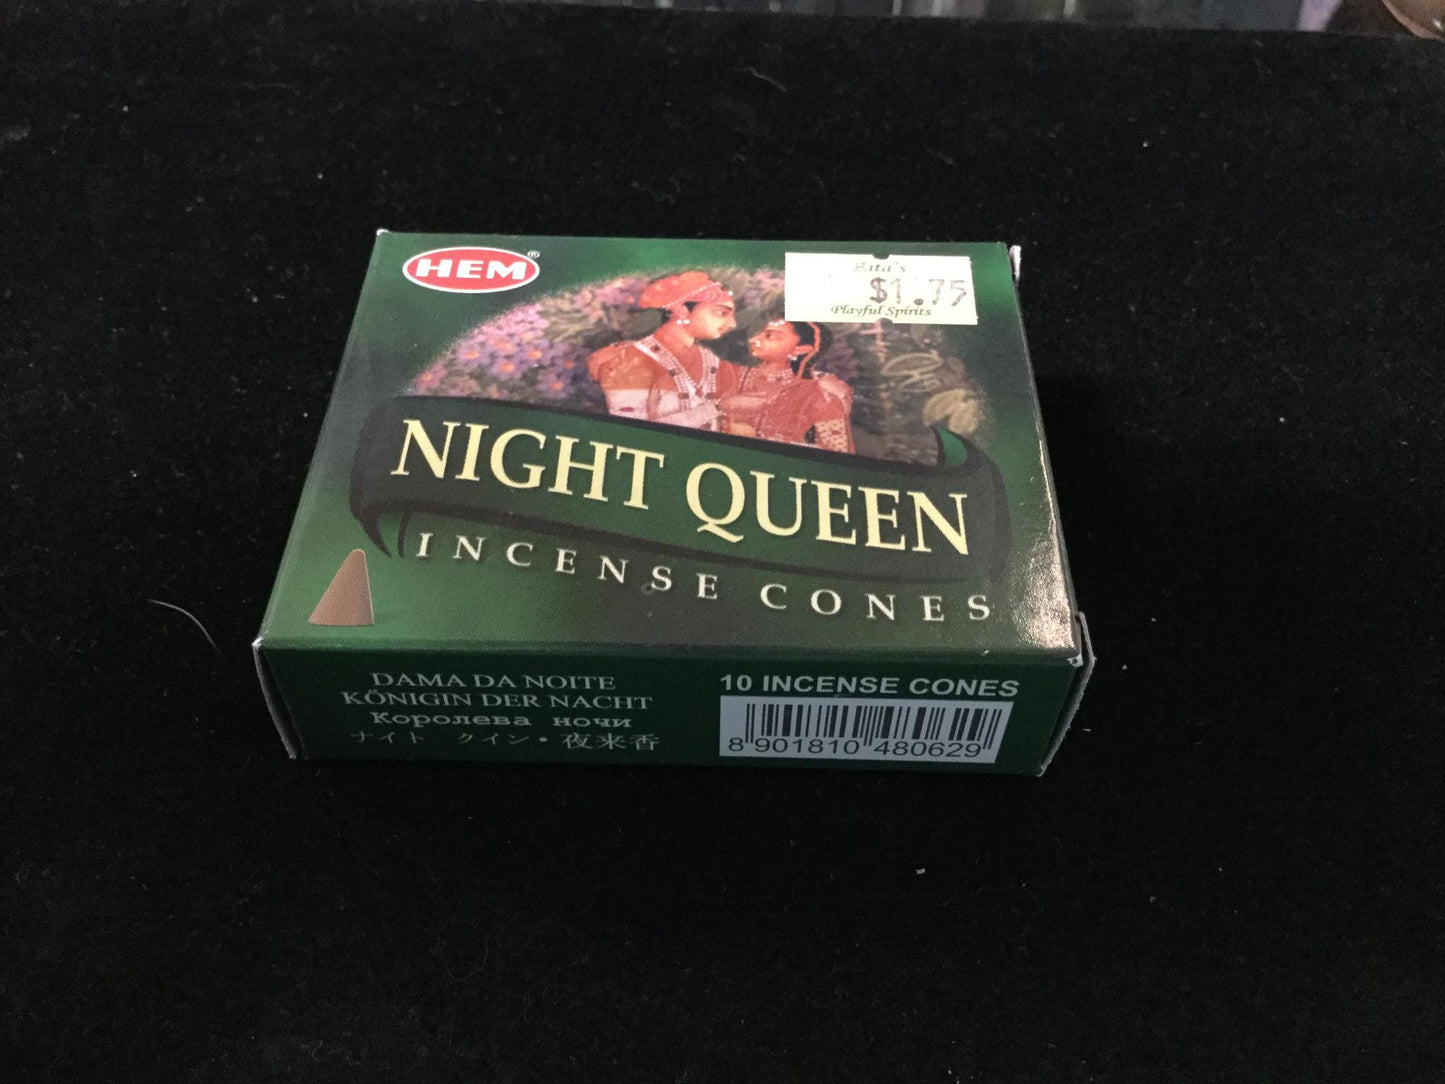 HEM®
$1.75
Playful Spirits
NIGHT QUEEN
INCENSE CONES
DAMA DA NOITE
KÖNIGIN DER NACHT
Королева ночи
ナイト クイン・夜来香
10 INCENSE CONES
8 901810 480629